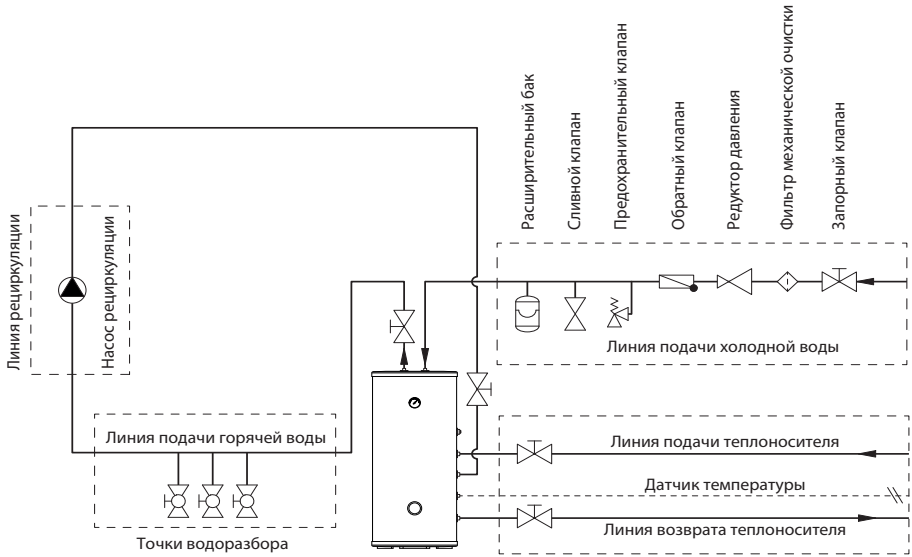 Расширительный бак
Сливной клапан
Предохранительный клапан
Обратный клапан
Редуктор давления
Фильтр механической очистки
Запорный клапан
Линия рециркуляции
Насос рециркуляции
Линия подачи холодной воды
Линия подачи горячей воды
Точки водоразбора
Линия подачи теплоносителя
Датчик температуры
Линия возврата теплоносителя